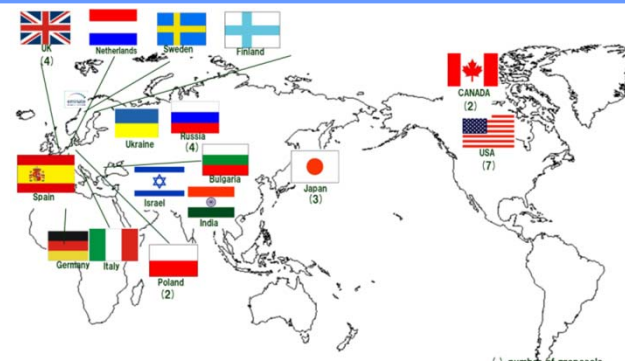 UK
(4)
Netherlands
Sweden
Finland
CANADA
(2)
USA
(7)
Ukraine
Russia
(4)
Bulgaria
Japan
(3)
Spain
Israel
India
Germany
Italy
Poland
(2)